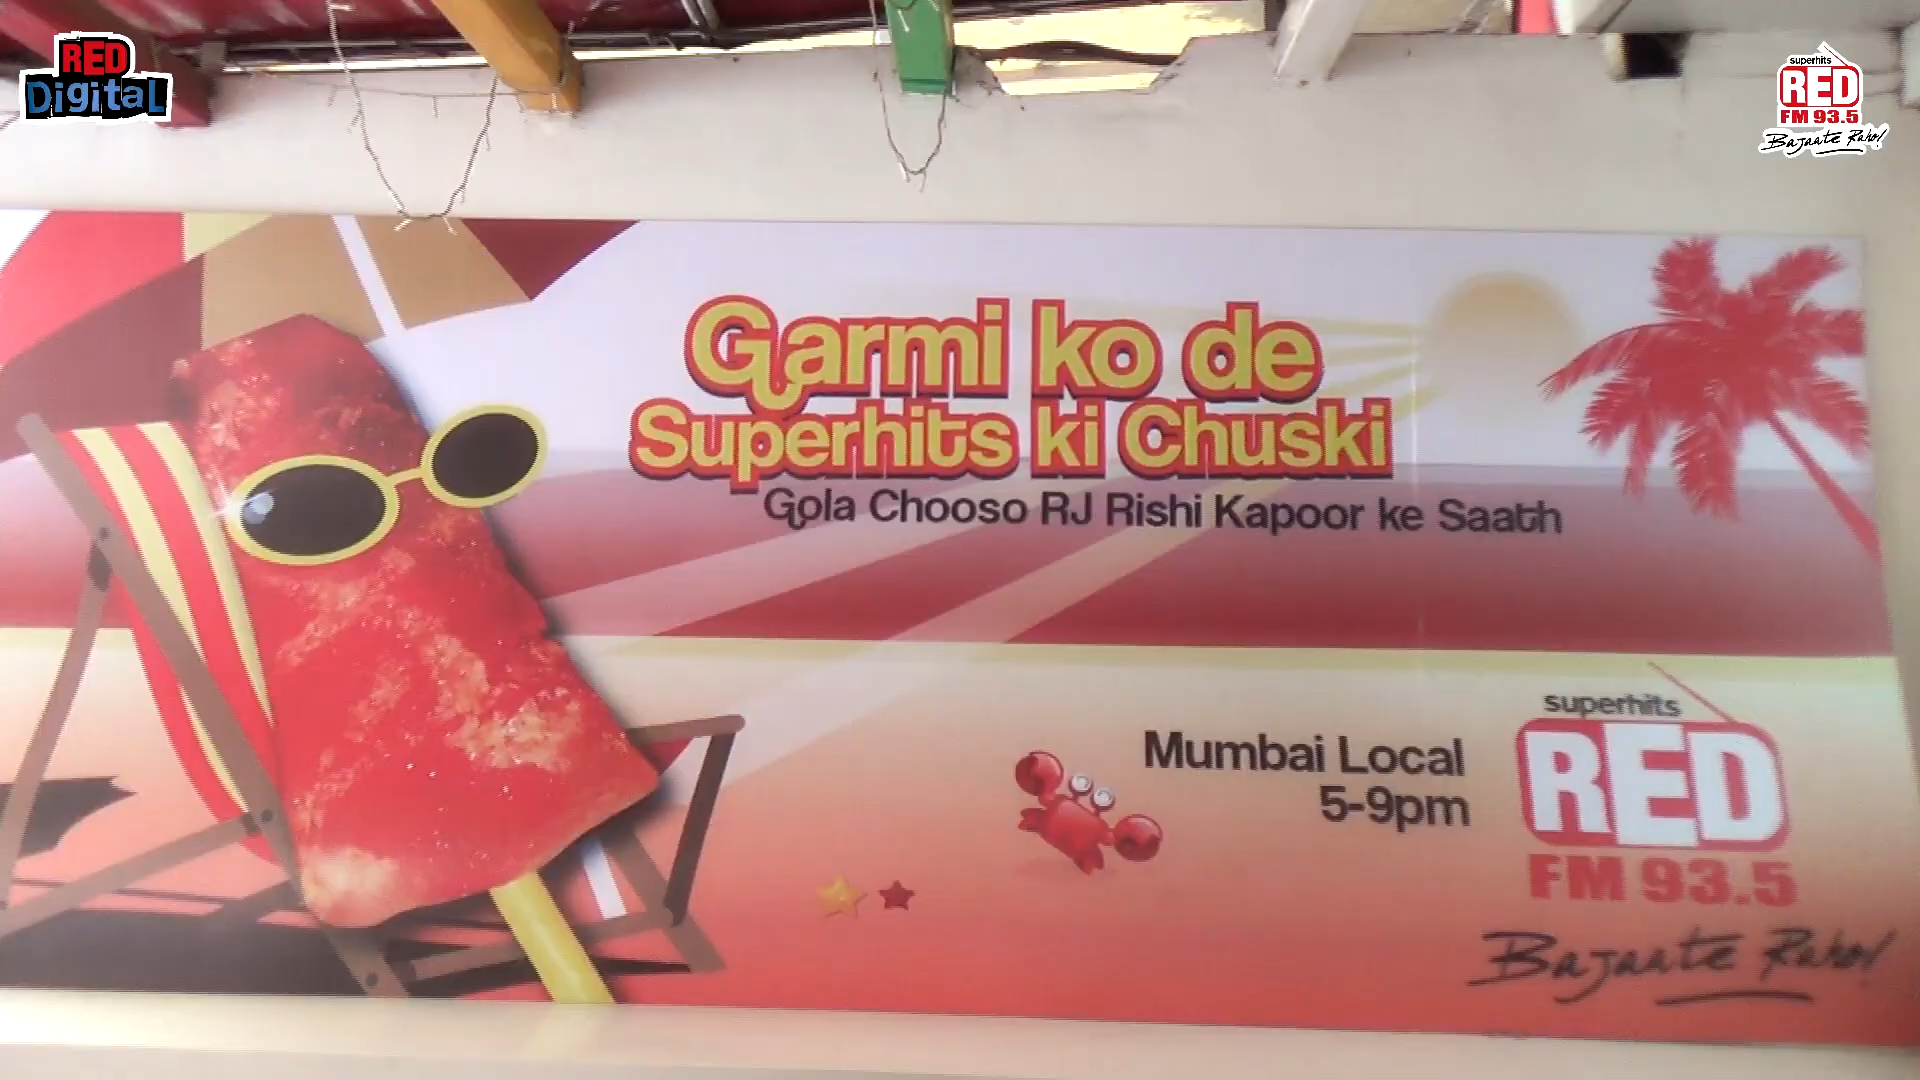 RED
Digital
superhits
RED
FM 93.5
Bajaate Raho!
Garmi ko de
Superhits ki Chuski
Gola Chooso RJ Rishi Kapoor ke Saath
Mumbai Local
5-9pm
superhits
RED
FM 93.5
Bajaate Raho!